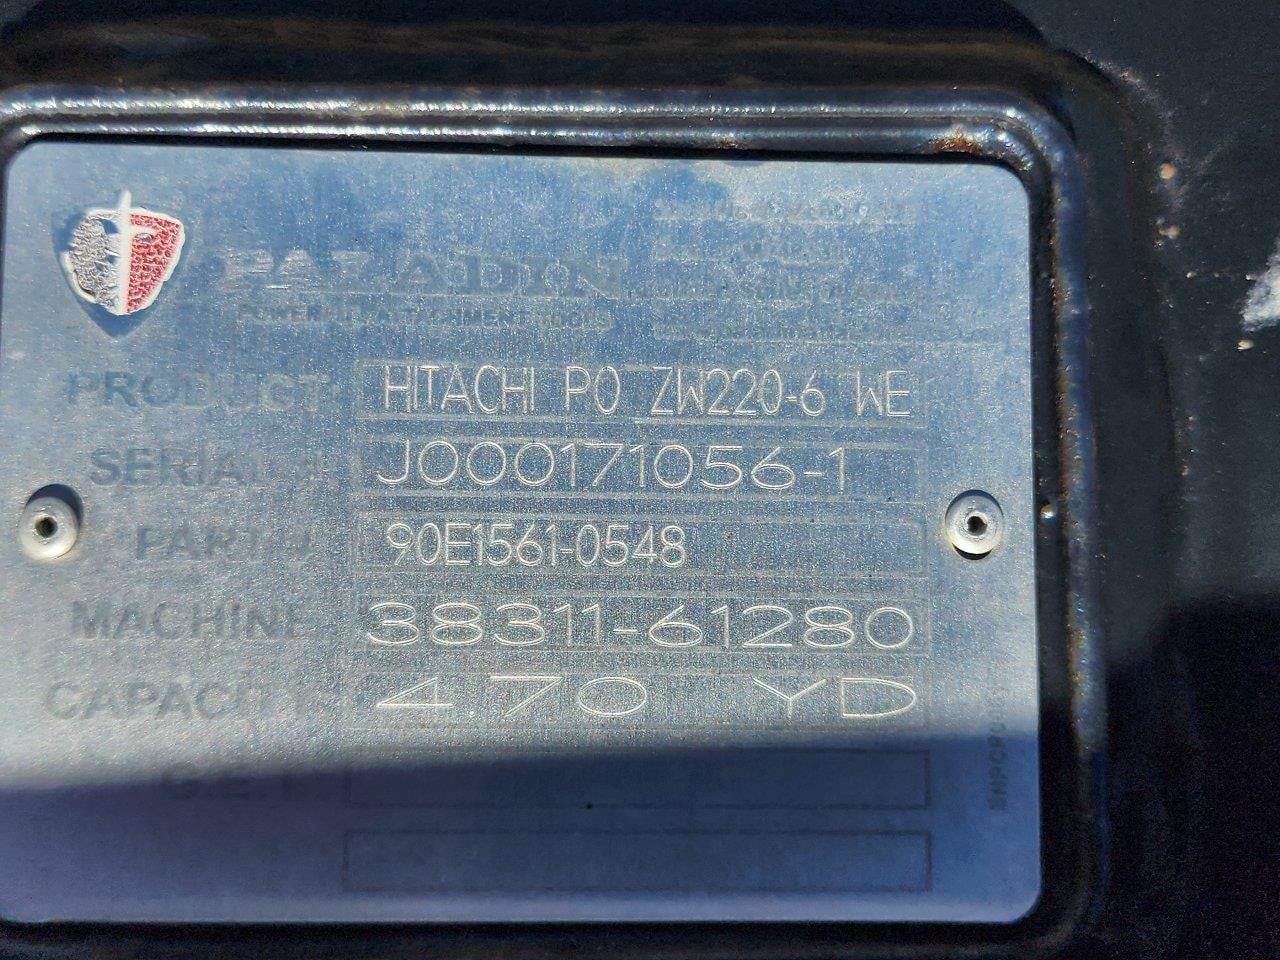 PALADIN
POWERFUL ATTACHMENT TOOLS
PRODUCT: HITACHI PO ZW220-6 WE
SERIAL #: J000171056-1
PART #: 90E1561-0548
MACHINE: 38311-61280
CAPACITY: 4 70 YD
G.E.T.